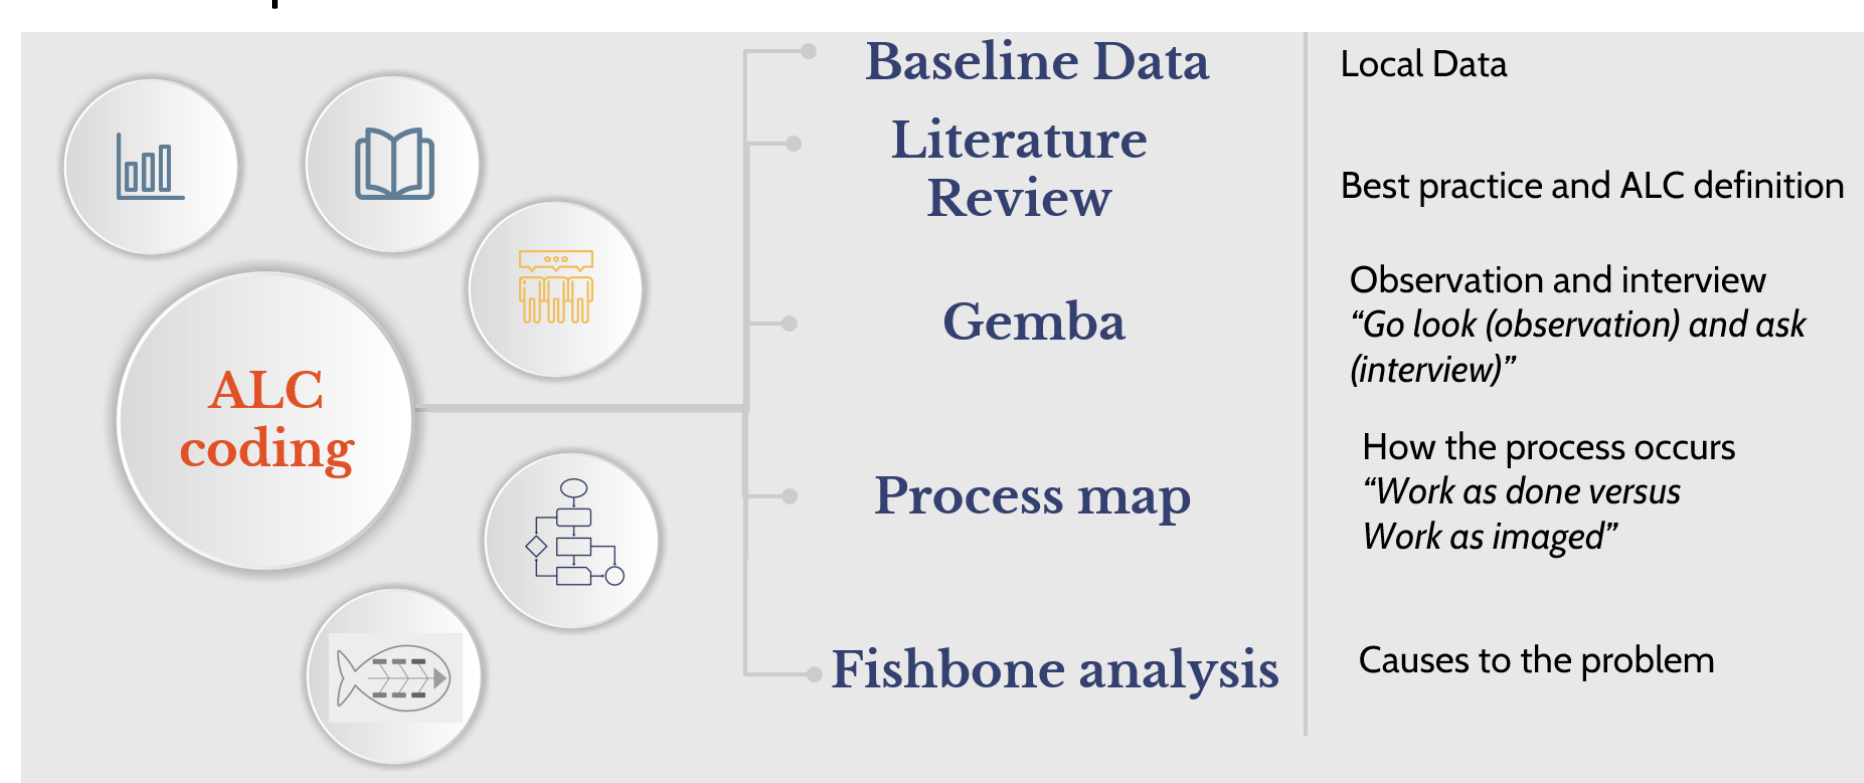 ALC
coding
Baseline Data
Local Data
Literature
Review
Best practice and ALC definition
Gemba
Observation and interview
“Go look (observation) and ask
(interview)”
Process map
How the process occurs
“Work as done versus
Work as imaged”
Fishbone analysis
Causes to the problem